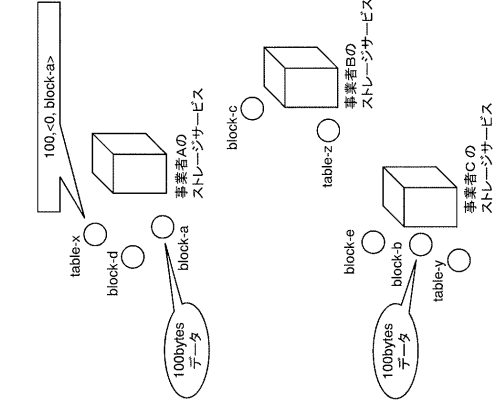 100,<0, block-a>
table-x
block-d
block-a
事業者Aの
ストレージサービス
100bytes
データ
block-c
table-z
事業者Bの
ストレージサービス
block-e
block-b
table-y
事業者Cの
ストレージサービス
100bytes
データ